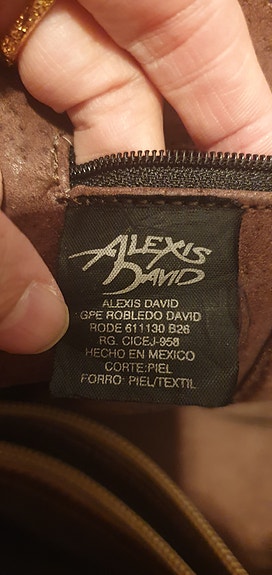 ALEXIS
DAVID
ALEXIS DAVID
GPE ROBLEDO DAVID
RODE 611130 B26
RG. CICEJ-958
HECHO EN MEXICO
CORTE:PIEL
FORRO: PIEL/TEXTIL